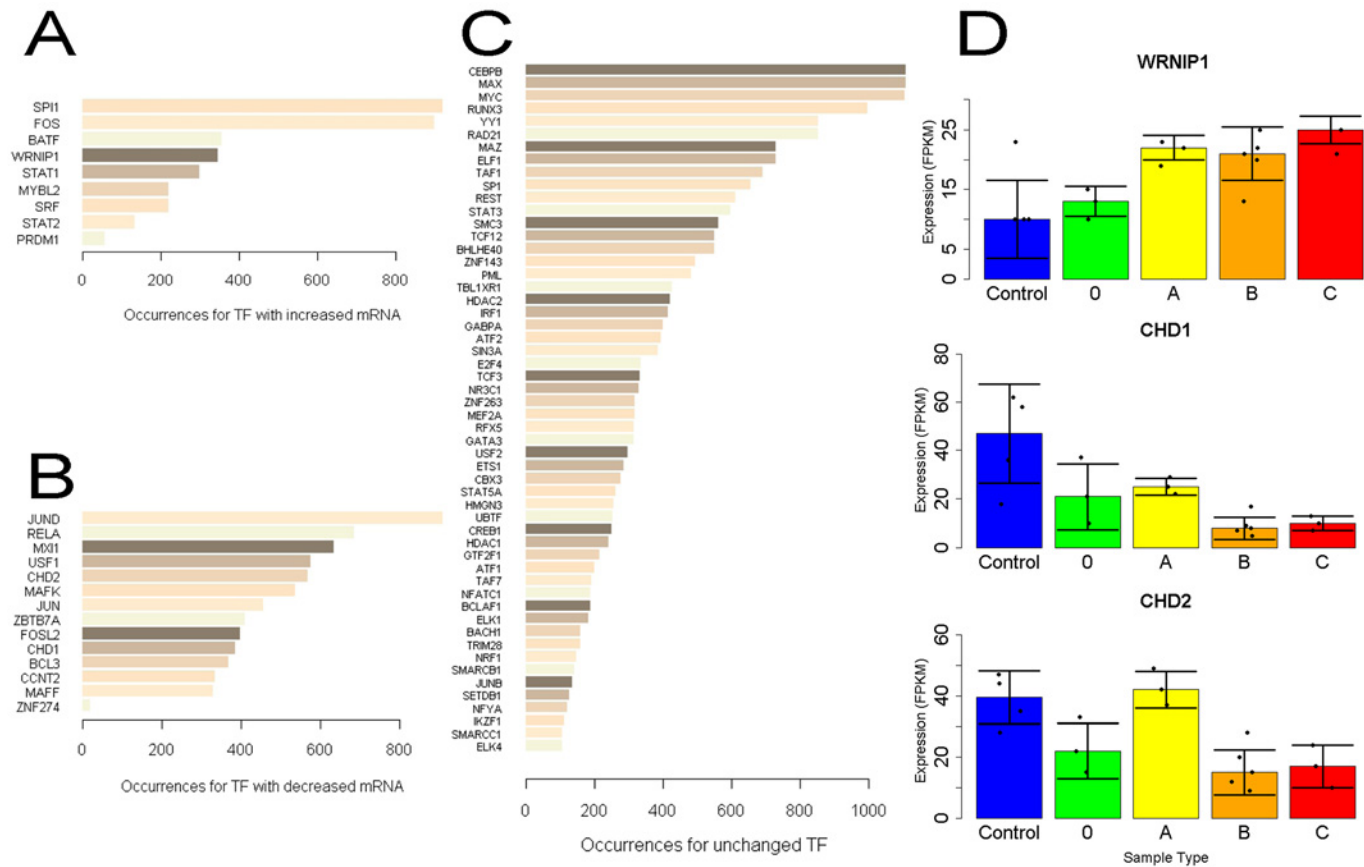 A
SPI1
FOS
BATF
WRNIP1
STAT1
MYBL2
SRF
STAT2
PRDM1
0 200 400 600 800
Occurrences for TF with increased mRNA
B
JUND
RELA
MXI1
USF1
CHD2
MAFK
JUN
ZBTB7A
FOSL2
CHD1
BCL3
CCNT2
MAFF
ZNF274
0 200 400 600 800
Occurrences for TF with decreased mRNA
C
CEBPB
MAX
MYC
RUNX3
YY1
RAD21
MAZ
ELF1
TAF1
SP1
REST
STAT3
SMC3
TCF12
BHLHE40
ZNF143
PML
TBL1XR1
HDAC2
IRF1
GABPA
ATF2
SIN3A
E2F4
TCF3
NR3C1
ZNF263
MEF2A
RFX5
GATA3
USF2
ETS1
CBX3
STAT5A
HMGN3
UBTF
CREB1
HDAC1
GTF2F1
ATF1
TAF7
NFATC1
BCLAF1
ELK1
BACH1
TRIM28
NRF1
SMARCB1
JUNB
SETDB1
NFYA
IKZF1
SMARCC1
ELK4
0 200 400 600 800 1000
Occurrences for unchanged TF
D
WRNIP1
Expression (FPKM)
25
15
5
0
Control 0 A B C
CHD1
Expression (FPKM)
80
60
40
20
0
Control 0 A B C
CHD2
Expression (FPKM)
60
40
20
0
Control 0 A B C
Sample Type